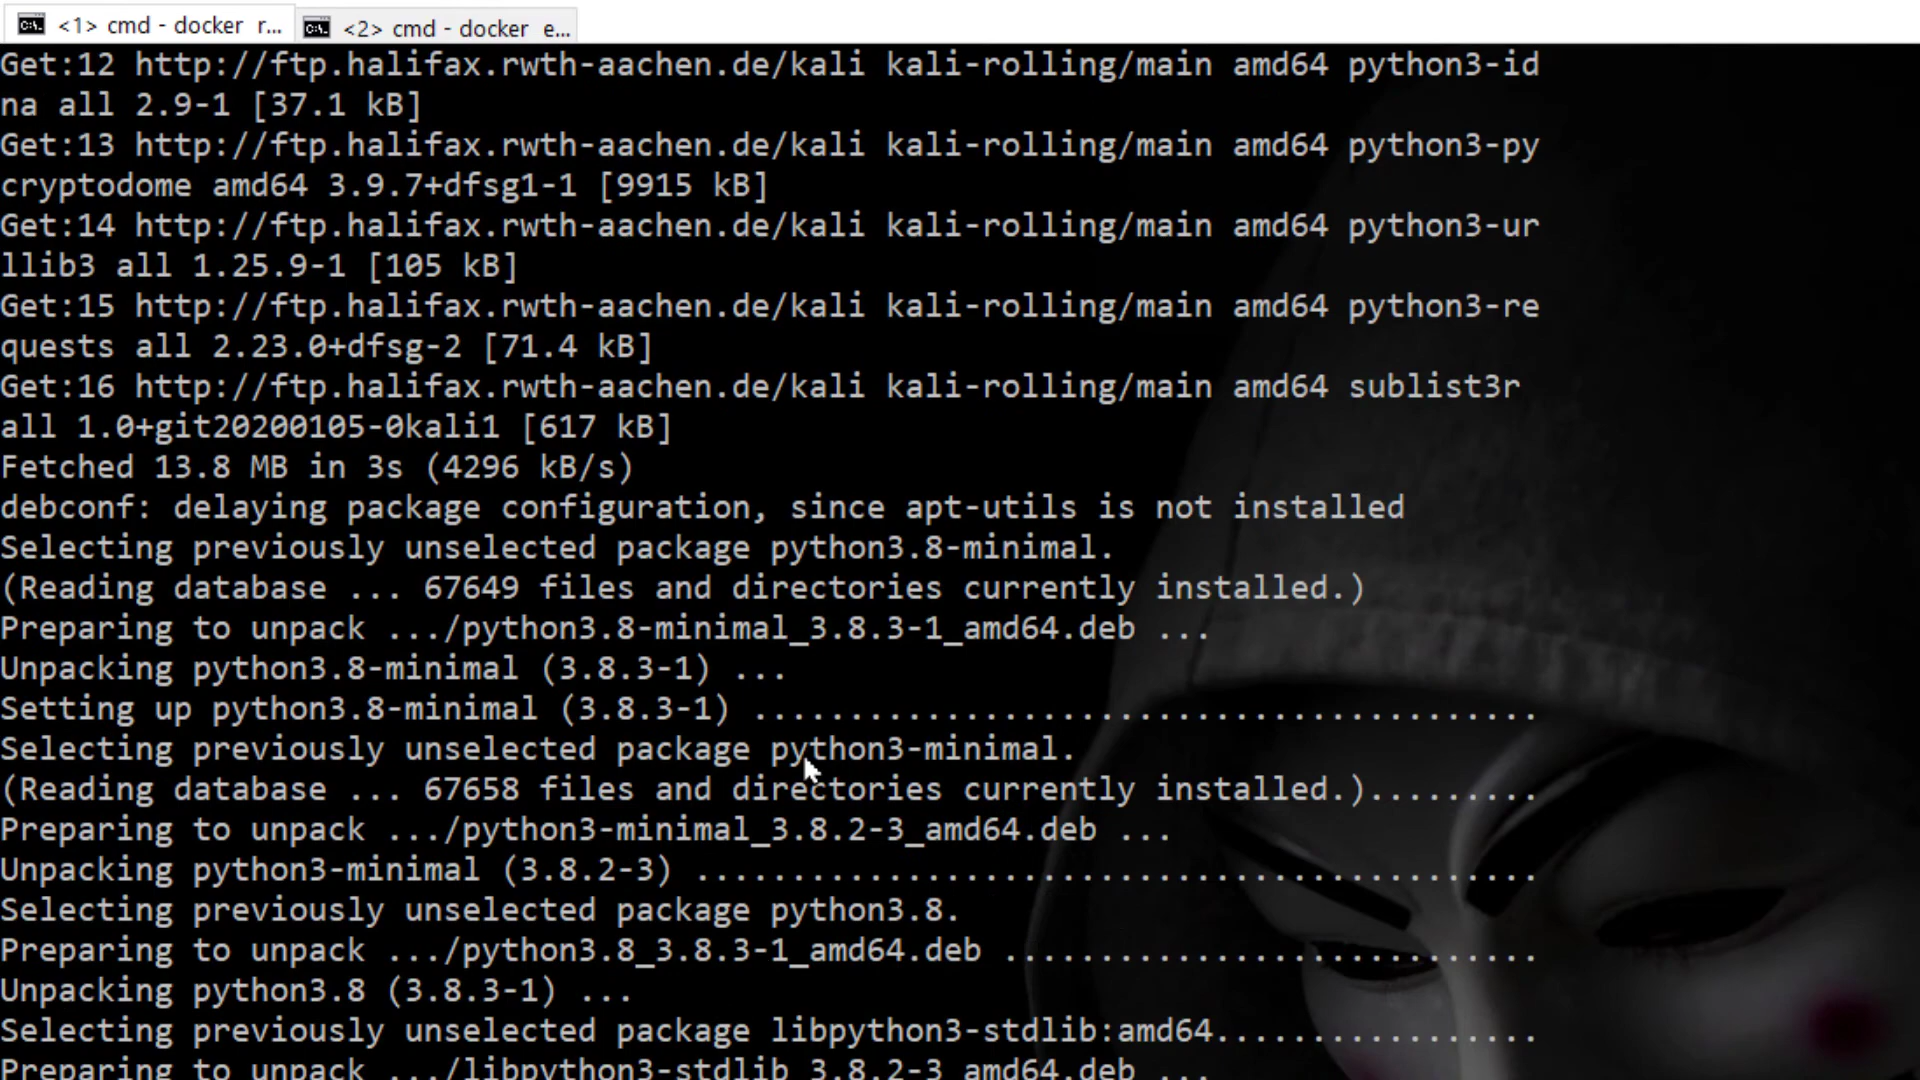 <1> cmd - docker r...
<2> cmd - docker e...
Get:12 http://ftp.halifax.rwth-aachen.de/kali kali-rolling/main amd64 python3-id
na all 2.9-1 [37.1 kB]
Get:13 http://ftp.halifax.rwth-aachen.de/kali kali-rolling/main amd64 python3-py
cryptodome amd64 3.9.7+dfsg1-1 [9915 kB]
Get:14 http://ftp.halifax.rwth-aachen.de/kali kali-rolling/main amd64 python3-ur
llib3 all 1.25.9-1 [105 kB]
Get:15 http://ftp.halifax.rwth-aachen.de/kali kali-rolling/main amd64 python3-re
quests all 2.23.0+dfsg-2 [71.4 kB]
Get:16 http://ftp.halifax.rwth-aachen.de/kali kali-rolling/main amd64 sublist3r
all 1.0+git20200105-0kali1 [617 kB]
Fetched 13.8 MB in 3s (4296 kB/s)
debconf: delaying package configuration, since apt-utils is not installed
Selecting previously unselected package python3.8-minimal.
(Reading database ... 67649 files and directories currently installed.)
Preparing to unpack .../python3.8-minimal_3.8.3-1_amd64.deb ...
Unpacking python3.8-minimal (3.8.3-1) ...
Setting up python3.8-minimal (3.8.3-1) .........................................
Selecting previously unselected package python3-minimal.
(Reading database ... 67658 files and directories currently installed.).........
Preparing to unpack .../python3-minimal_3.8.2-3_amd64.deb ...
Unpacking python3-minimal (3.8.2-3) ............................................
Selecting previously unselected package python3.8.
Preparing to unpack .../python3.8_3.8.3-1_amd64.deb ............................
Unpacking python3.8 (3.8.3-1) ...
Selecting previously unselected package libpython3-stdlib:amd64.................
Preparing to unpack .../libpython3-stdlib_3.8.2-3_amd64.deb ...